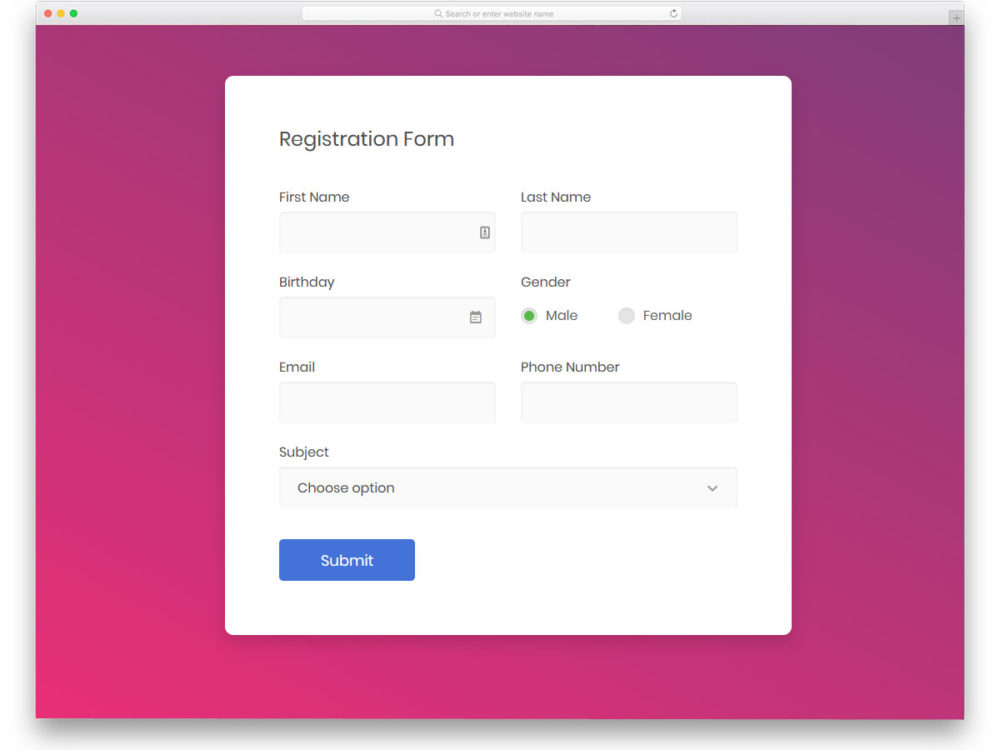 Search or enter website name
Registration Form
First Name
Last Name
Birthday
Gender
Male
Female
Email
Phone Number
Subject
Choose option
Submit